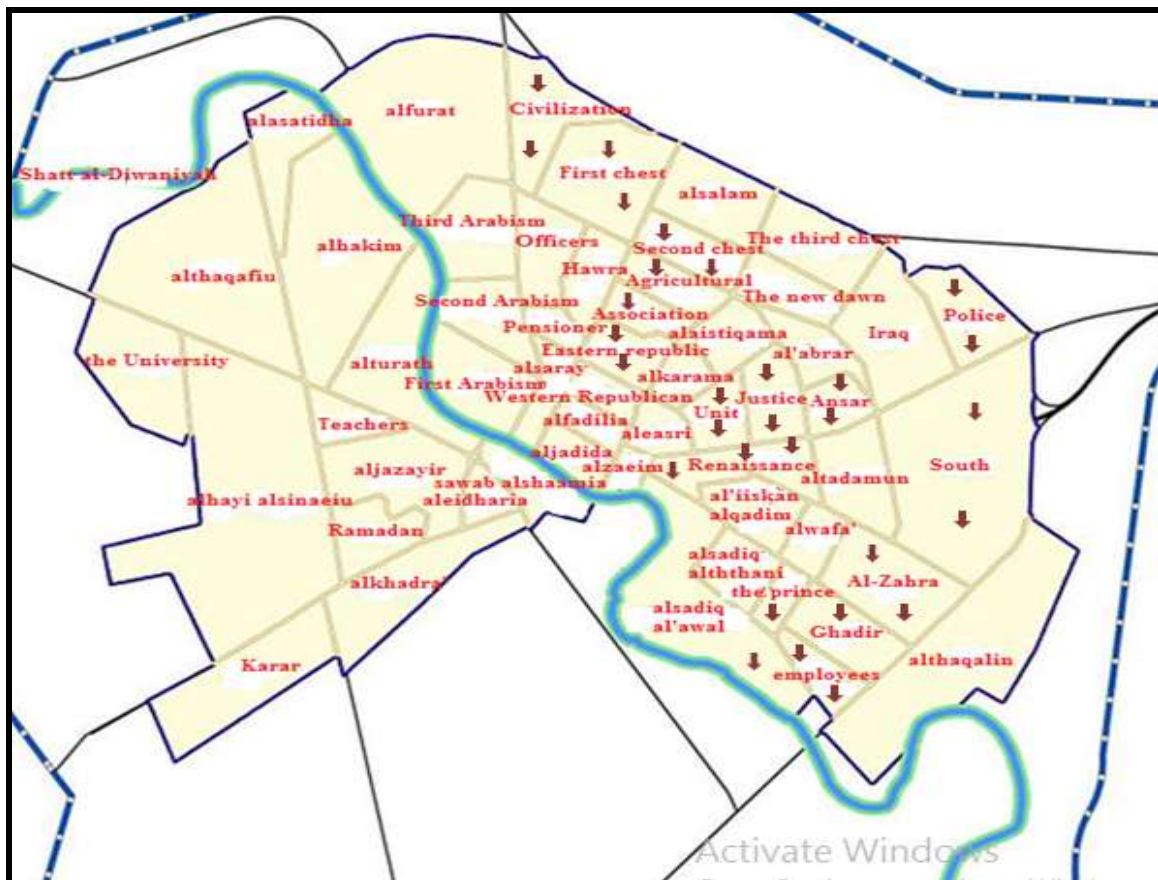 Civilization
alfurat
alasatidha
Shatt al-Diwaniyah
First chest
alsalam
Third Arabism
Officers
The third chest
alhakim
Second chest
althaqafiu
Hawra
Agricultural
Second Arabism
The new dawn
Association
Police
Pensioner
alaistiqama
Iraq
the University
alturath
Eastern republic
al'abrar
alsaray
alkarama
First Arabism
Western Republican
Justice
Ansar
Unit
Teachers
alfadilia
aleasri
aljadida
aljazayir
alzaeim
Renaissance
South
sawab alshaamia
altadamun
alhayi alsinaeiu
aleidharia
al'iiskan
alqadim
Ramadan
alwafa'
alsadiq
alththani
alkhadra'
Al-Zahra
the prince
alsadiq
al'awal
Ghadir
Karar
althaqalin
employees
Activate Windows